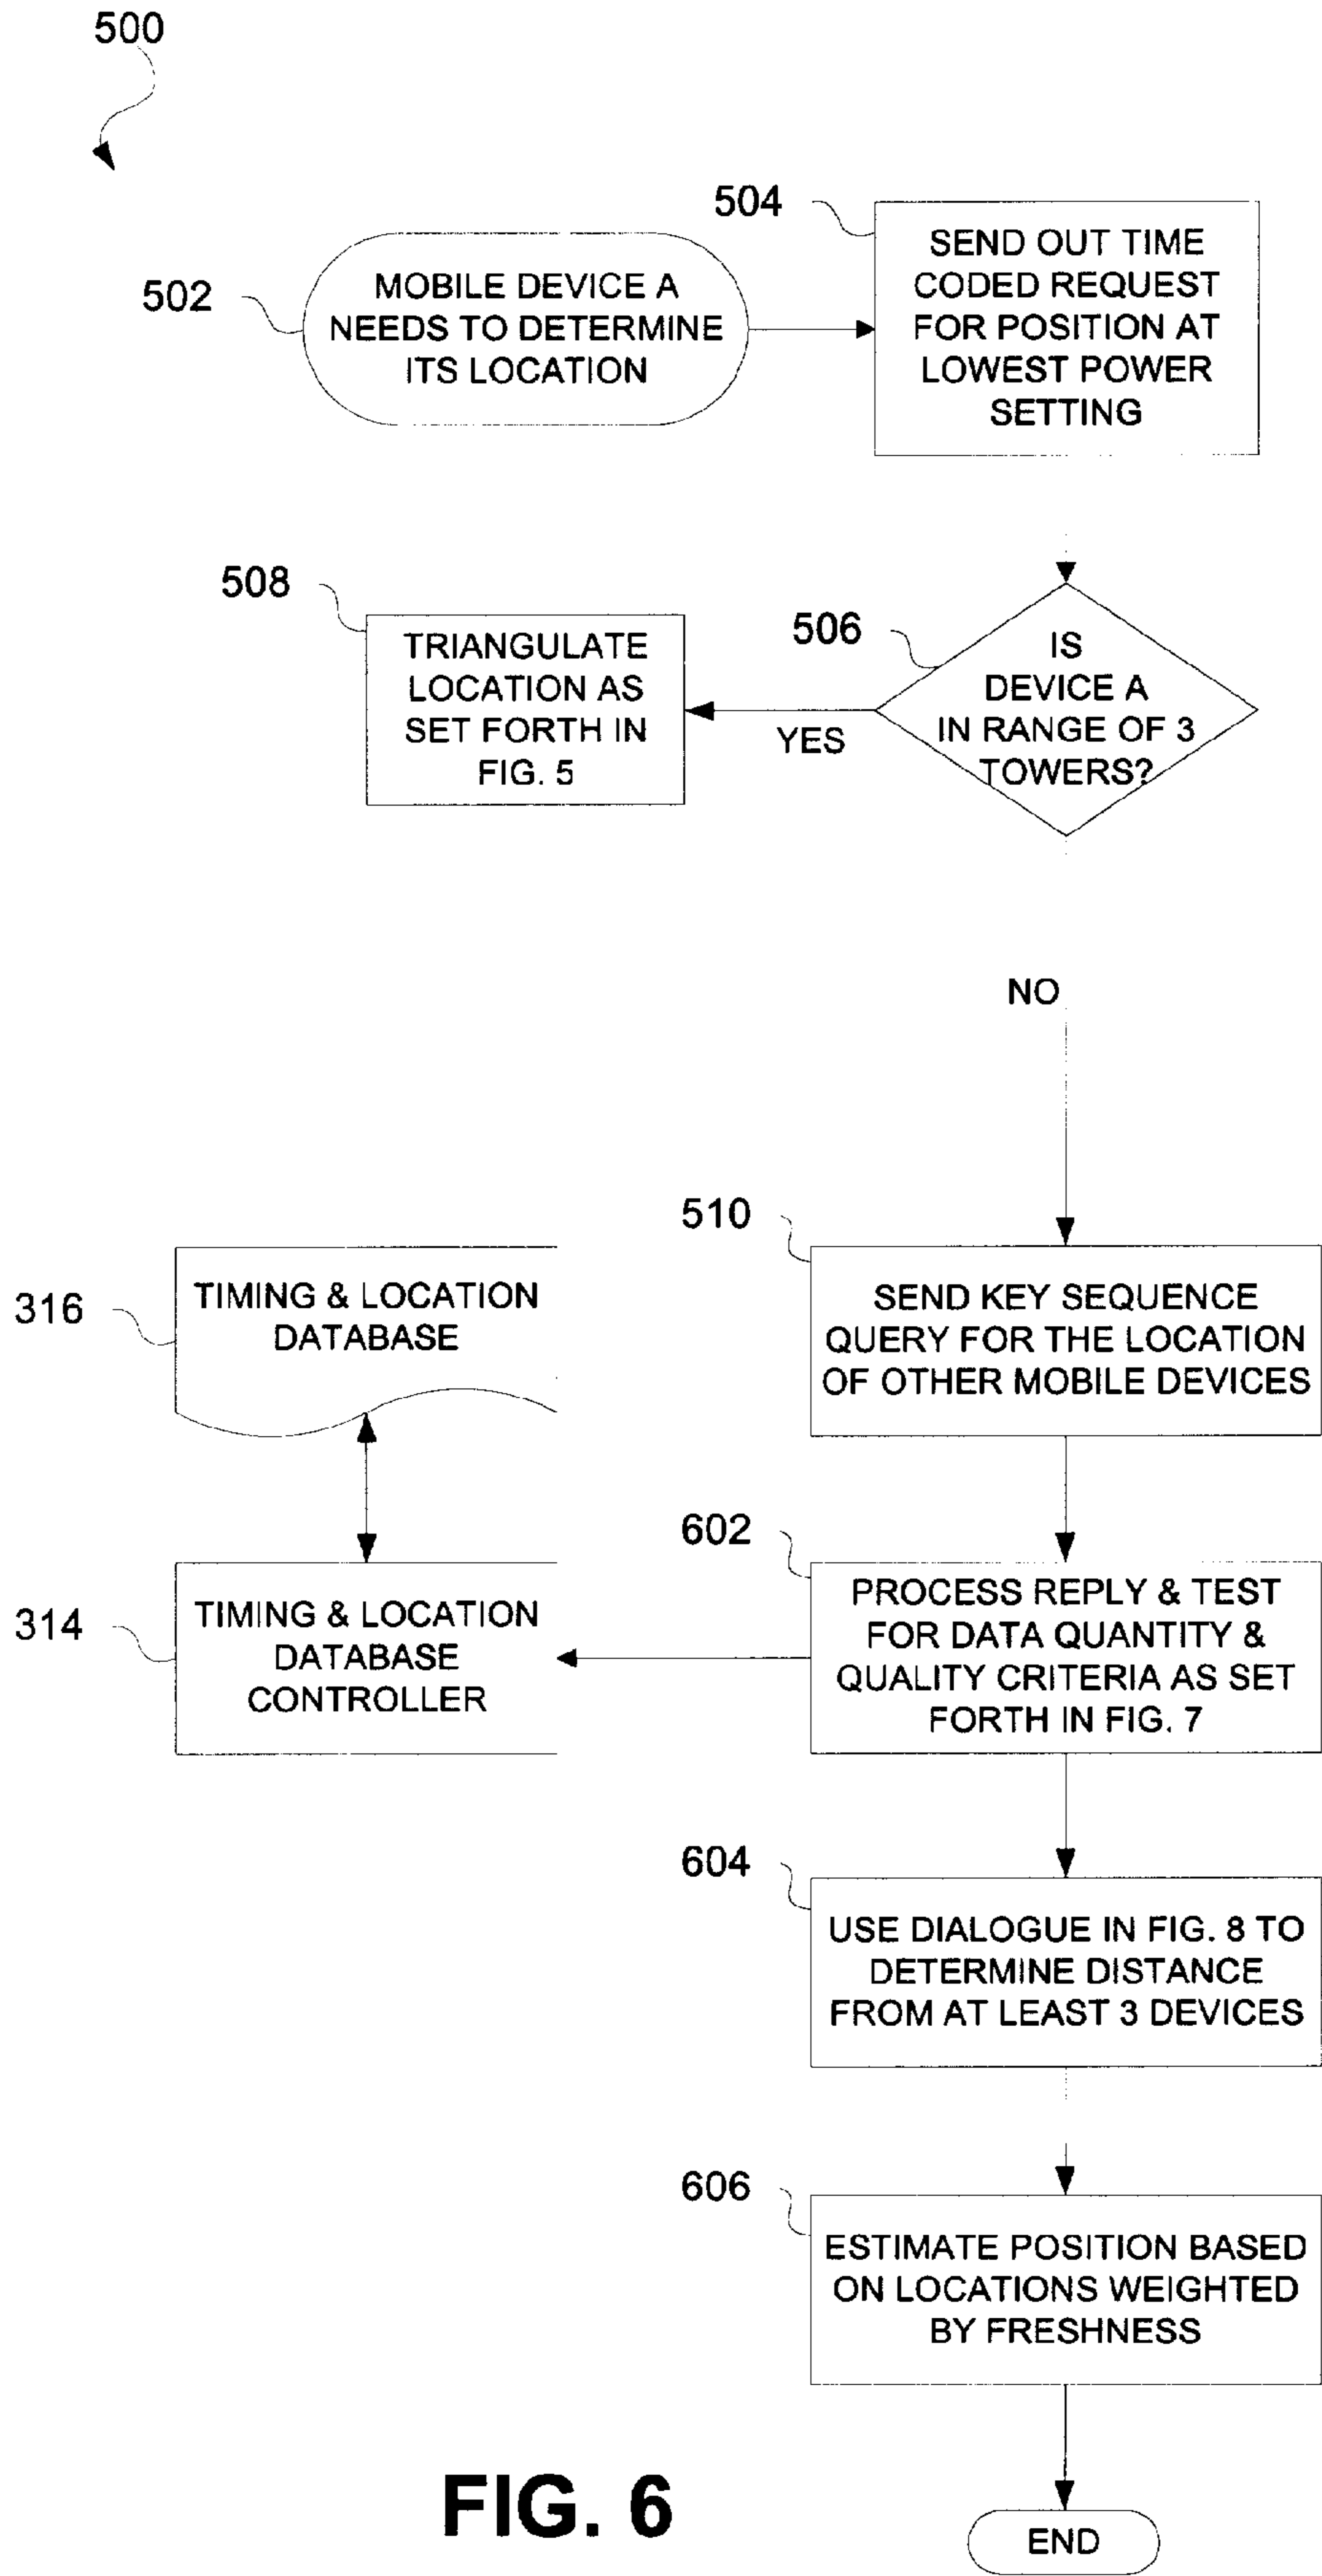 500
504
SEND OUT TIME
CODED REQUEST
FOR POSITION AT
LOWEST POWER
SETTING
502
MOBILE DEVICE A
NEEDS TO DETERMINE
ITS LOCATION
508
TRIANGULATE
LOCATION AS
SET FORTH IN
FIG. 5
506
IS
DEVICE A
IN RANGE OF 3
TOWERS?
YES
NO
510
SEND KEY SEQUENCE
QUERY FOR THE LOCATION
OF OTHER MOBILE DEVICES
316
TIMING & LOCATION
DATABASE
602
PROCESS REPLY & TEST
FOR DATA QUANTITY &
QUALITY CRITERIA AS SET
FORTH IN FIG. 7
314
TIMING & LOCATION
DATABASE
CONTROLLER
604
USE DIALOGUE IN FIG. 8 TO
DETERMINE DISTANCE
FROM AT LEAST 3 DEVICES
606
ESTIMATE POSITION BASED
ON LOCATIONS WEIGHTED
BY FRESHNESS
END
FIG. 6